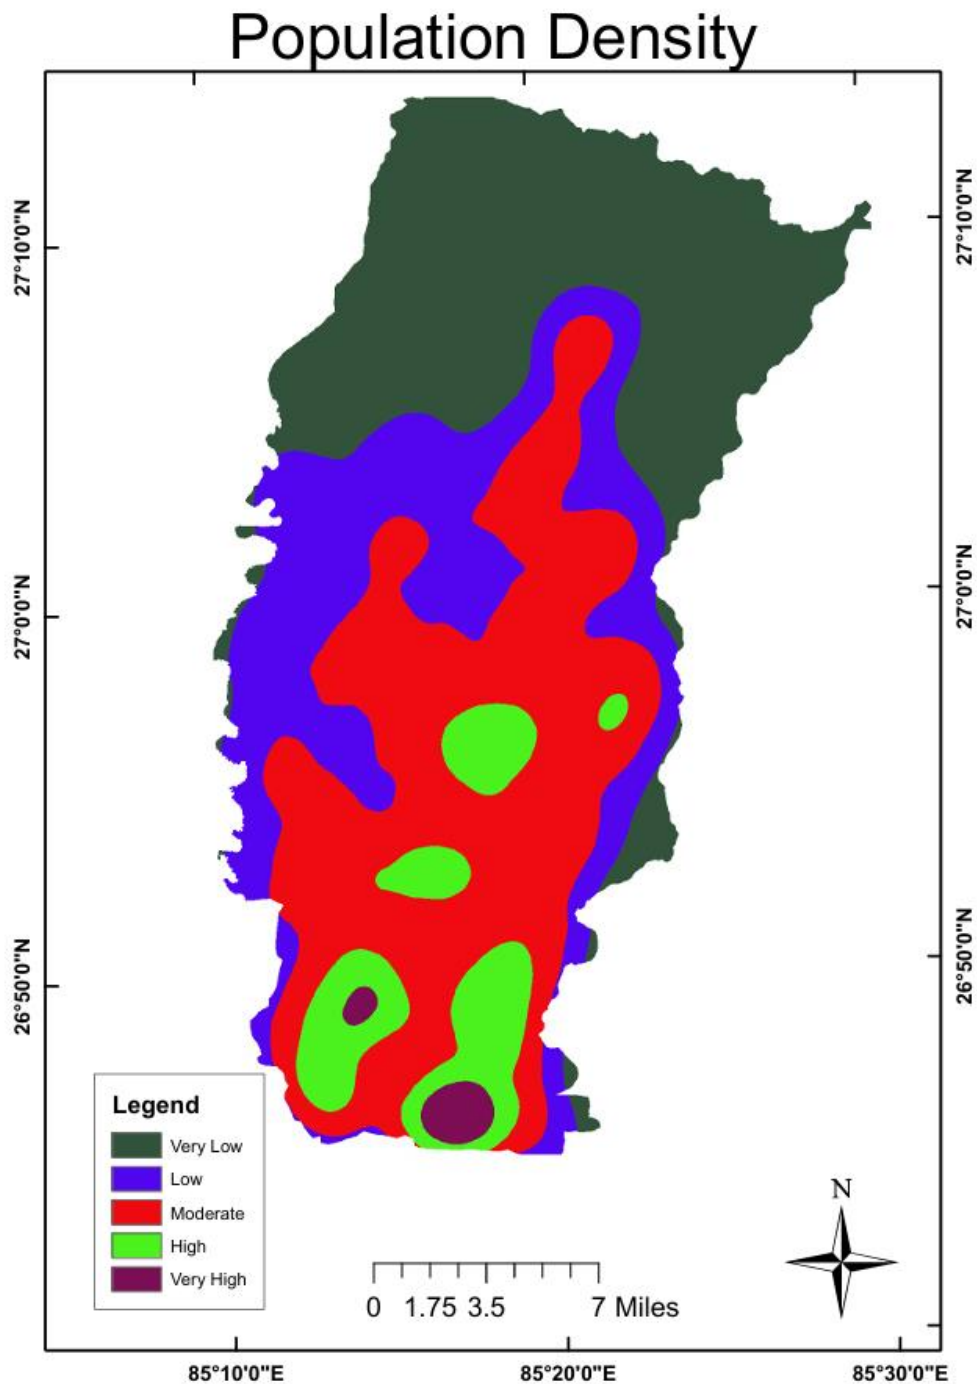 Population Density
27°10'0"N
27°10'0"N
27°0'0"N
27°0'0"N
26°50'0"N
26°50'0"N
Legend
Very Low
Low
Moderate
High
Very High
N
0 1.75 3.5 7 Miles
85°10'0"E 85°20'0"E 85°30'0"E